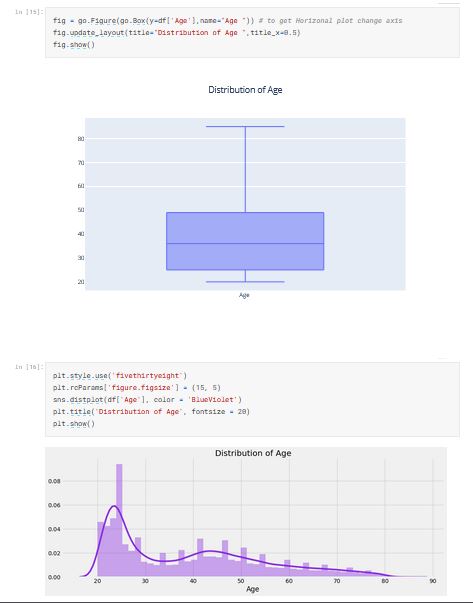 In [15]:
fig = go.Figure(go.Box(y=df['Age'],name="Age ")) # to get Horizonal plot change axis
fig.update_layout(title="Distribution of Age ",title_x=0.5)
fig.show()
Distribution of Age
80
70
60
50
40
30
20
Age
In [16]:
plt.style.use('fivethirtyeight')
plt.rcParams['figure.figsize'] = (15, 5)
sns.distplot(df['Age'], color = 'BlueViolet')
plt.title('Distribution of Age', fontsize = 20)
plt.show()
Distribution of Age
0.08
0.06
0.04
0.02
0.00
20 30 40 50 60 70 80 90
Age